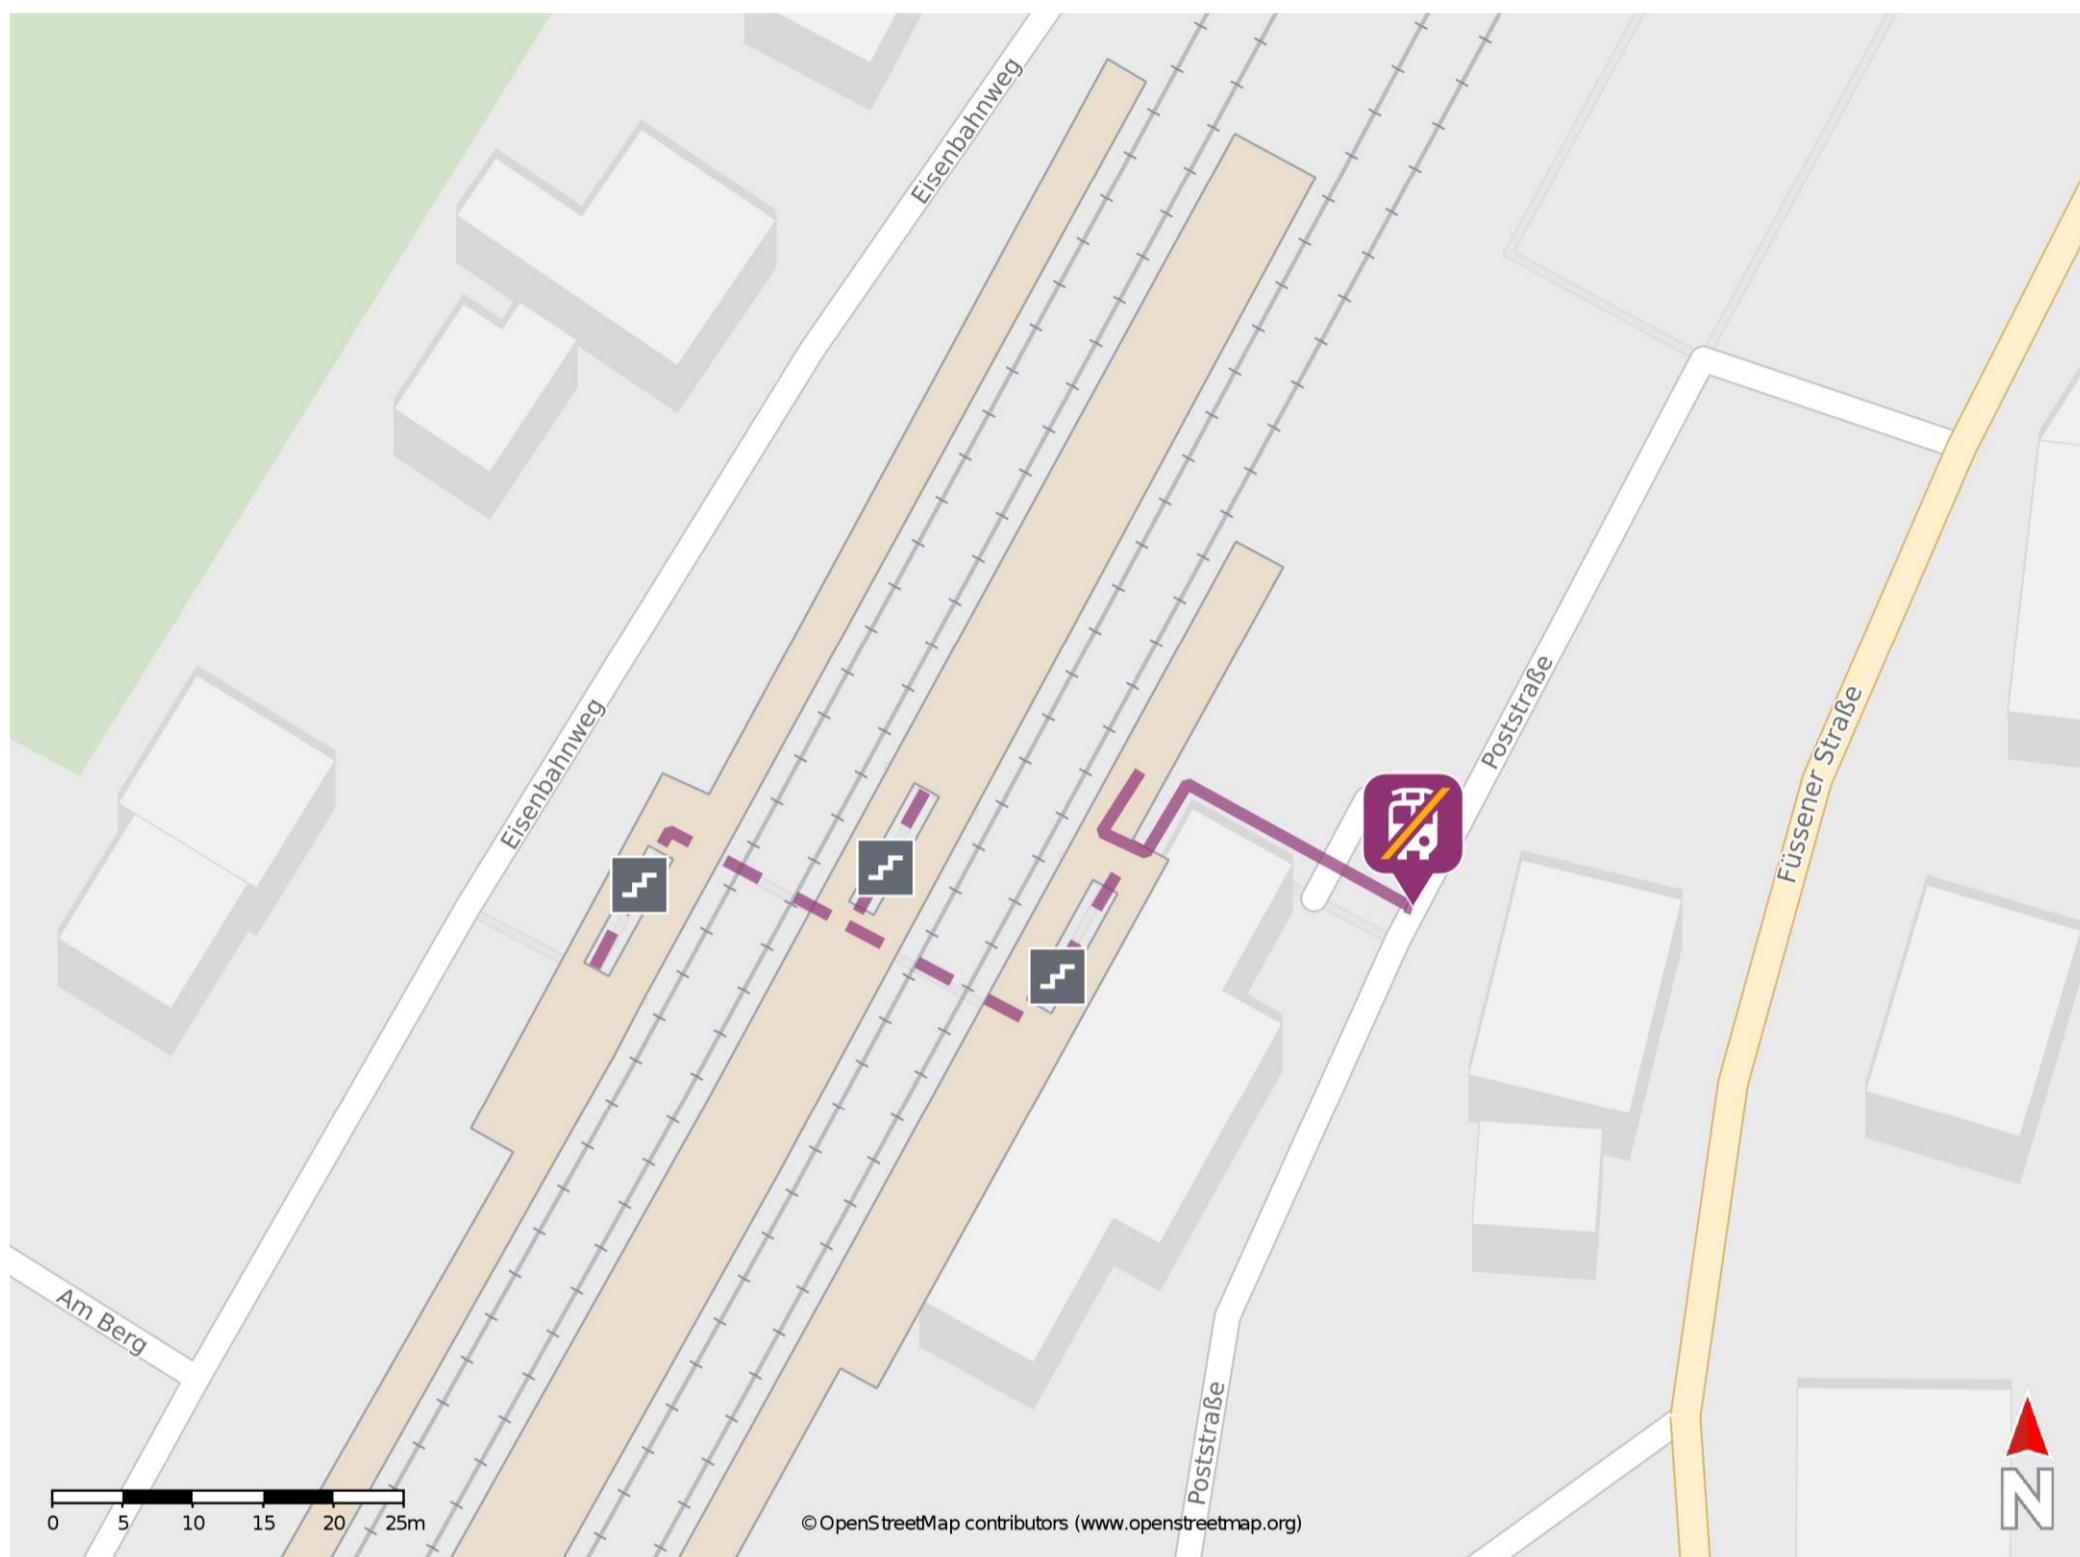 Eisenbahnweg
Eisenbahnweg
Poststraße
Füssener Straße
Am Berg
Poststraße
0 5 10 15 20 25m
© OpenStreetMap contributors (www.openstreetmap.org)
N